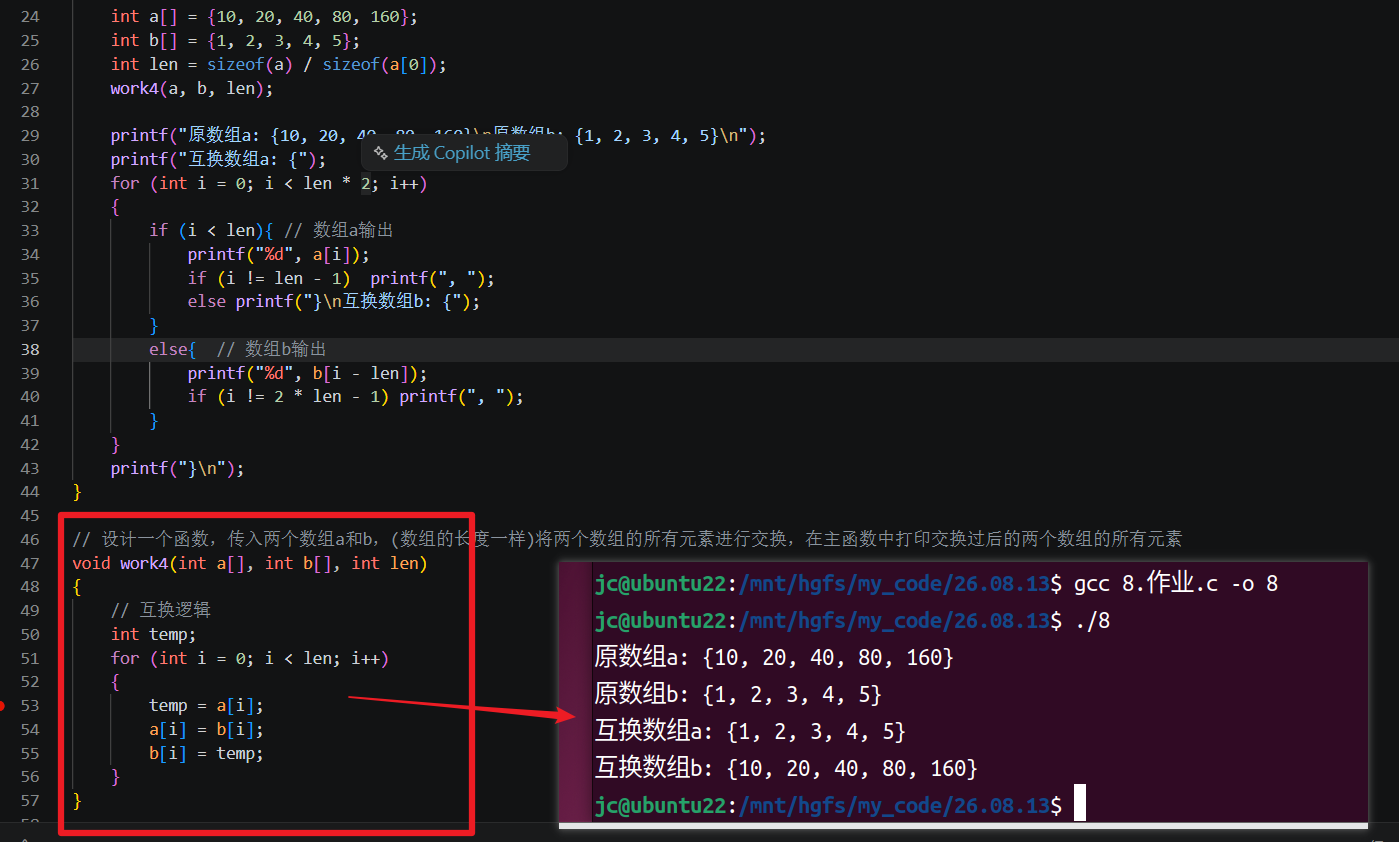 24 int a[] = {10, 20, 40, 80, 160};
25 int b[] = {1, 2, 3, 4, 5};
26 int len = sizeof(a) / sizeof(a[0]);
27 work4(a, b, len);
28
29 printf("原数组a: {10, 20, 40, 80, 160}\n原数组b: {1, 2, 3, 4, 5}\n");
生成 Copilot 摘要
30 printf("互换数组a: {");
31 for (int i = 0; i < len * 2; i++)
32 {
33 if (i < len){ // 数组a输出
34 printf("%d", a[i]);
35 if (i != len - 1)  printf(", ");
36 else printf("}\n互换数组b: {");
37 }
38 else{  // 数组b输出
39 printf("%d", b[i - len]);
40 if (i != 2 * len - 1) printf(", ");
41 }
42 }
43 printf("}\n");
44 }
45
46 // 设计一个函数，传入两个数组a和b，(数组的长度一样)将两个数组的所有元素进行交换，在主函数中打印交换过后的两个数组的所有元素
47 void work4(int a[], int b[], int len)
48 {
49 // 互换逻辑
50 int temp;
51 for (int i = 0; i < len; i++)
52 {
53 temp = a[i];
54 a[i] = b[i];
55 b[i] = temp;
56 }
57 }
jc@ubuntu22:/mnt/hgfs/my_code/26.08.13$ gcc 8.作业.c -o 8
jc@ubuntu22:/mnt/hgfs/my_code/26.08.13$ ./8
原数组a: {10, 20, 40, 80, 160}
原数组b: {1, 2, 3, 4, 5}
互换数组a: {1, 2, 3, 4, 5}
互换数组b: {10, 20, 40, 80, 160}
jc@ubuntu22:/mnt/hgfs/my_code/26.08.13$